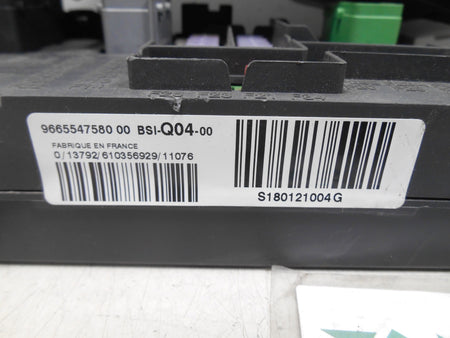 9665547580 00 BSI-Q04-00
FABRIQUE EN FRANCE
0/13792/610356929/11076
S180121004G